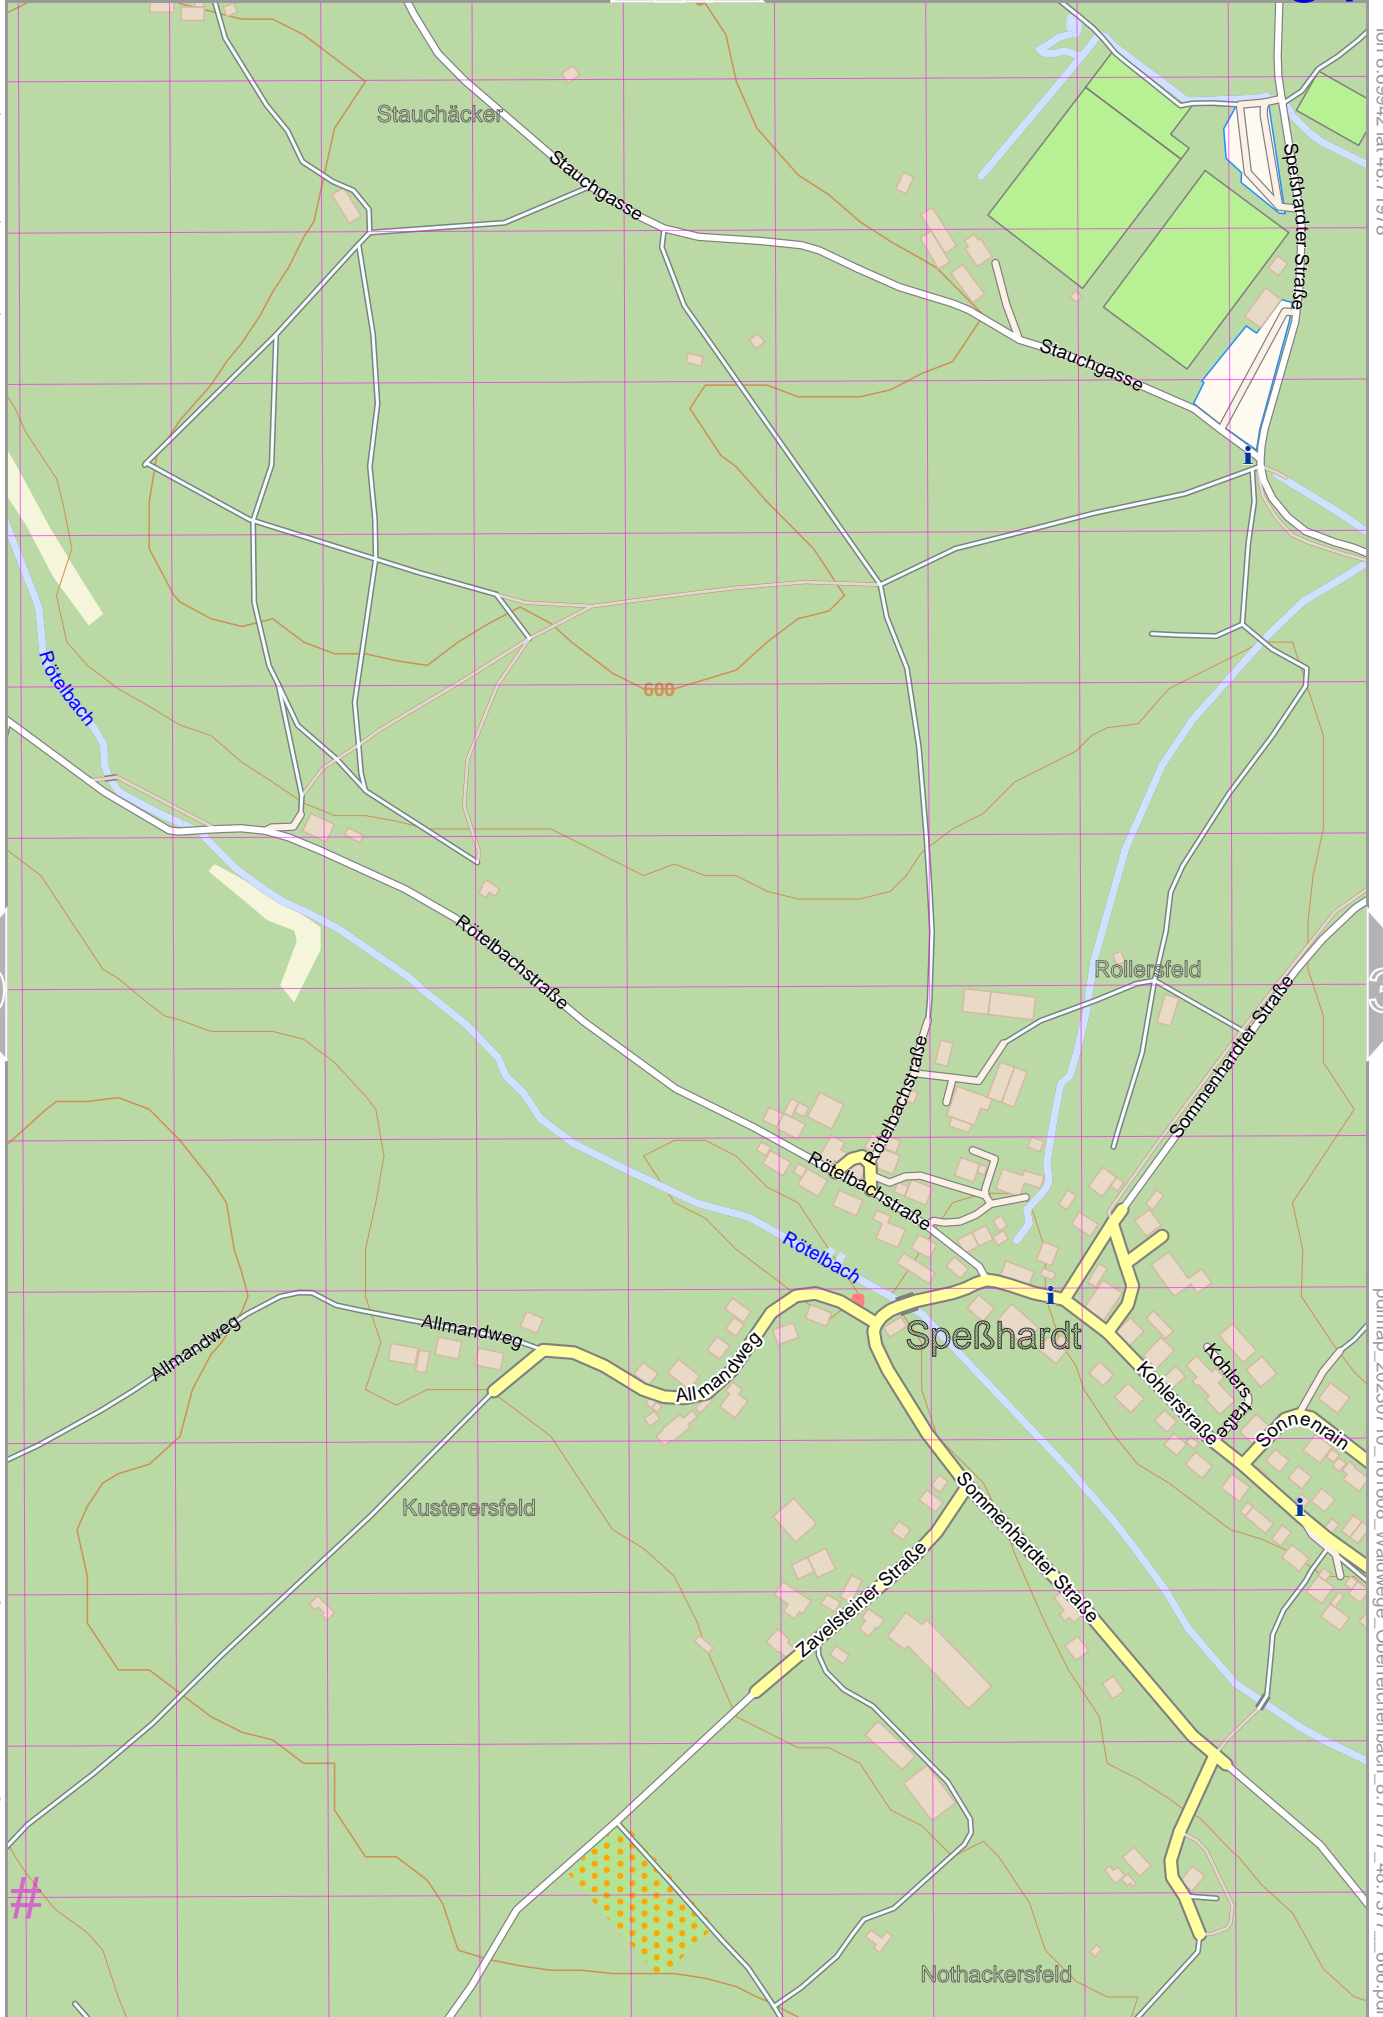 Stauchäcker
Stauchgasse
Speßhardter Straße
Stauchgasse
i
600
Rötelbach
Rötelbachstraße
Rollersfeld
Sommenhardter Straße
Rötelbachstraße
Rötelbachstraße
Rötelbach
i
Speßhardt
Allmandweg
Allmandweg
Allmandweg
Kohlers
Kohlerstraße
Sonnenrain
i
Kusterersfeld
Sommenhardter Straße
Zavelsteiner Straße
#
Nothackersfeld